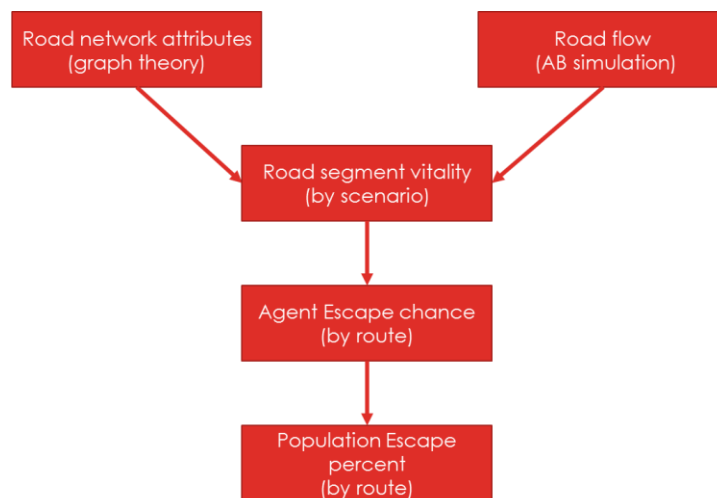 Road network attributes
(graph theory)
Road flow
(AB simulation)
Road segment vitality
(by scenario)
Agent Escape chance
(by route)
Population Escape
percent
(by route)